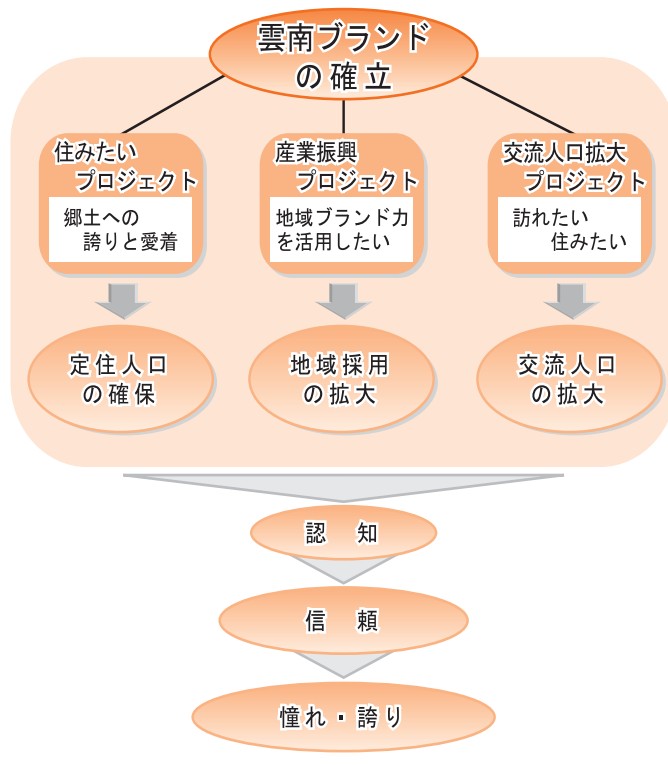 雲南ブランド
の確立
住みたい
プロジェクト
郷土への
誇りと愛着
定住人口
の確保
産業振興
プロジェクト
地域ブランド力
を活用したい
地域採用
の拡大
交流人口拡大
プロジェクト
訪れたい
住みたい
交流人口
の拡大
認　知
信　頼
憧れ・誇り